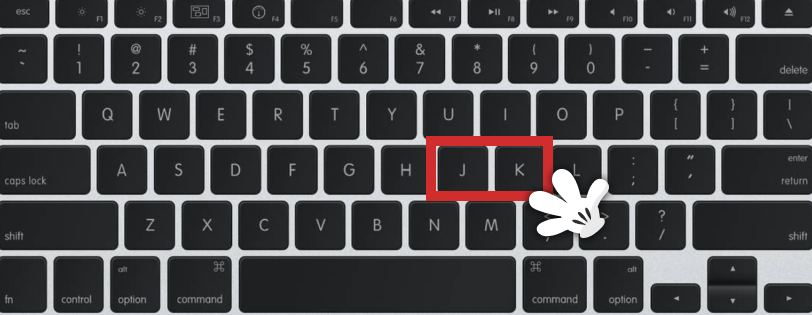 esc F1 F2 F3 F4 F5 F6 F7 F8 F9 F10 F11 F12
~ ! @ # $ % ^ & * ( ) — +
` 1 2 3 4 5 6 7 8 9 0 - = delete
tab Q W E R T Y U I O P { [ } ] | \
caps lock A S D F G H J K L : ; “ ‘ enter return
shift Z X C V B N M > . ? / shift
fn control alt option ⌘ command ⌘ command alt option ◄ ▲ ▼ ►